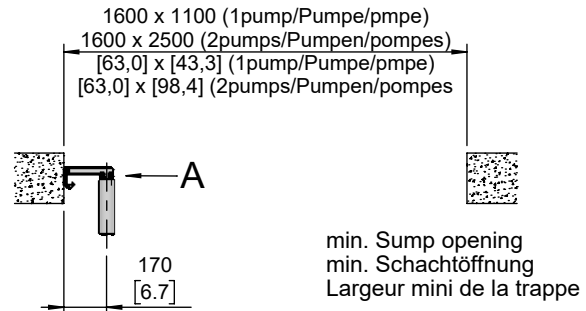 1600 x 1100 (1pump/Pumpe/pmpe)
1600 x 2500 (2pumps/Pumpen/pompes)
[63,0] x [43,3] (1pump/Pumpe/pmpe)
[63,0] x [98,4] (2pumps/Pumpen/pompes
A
170
[6.7]
min. Sump opening
min. Schachtöffnung
Largeur mini de la trappe